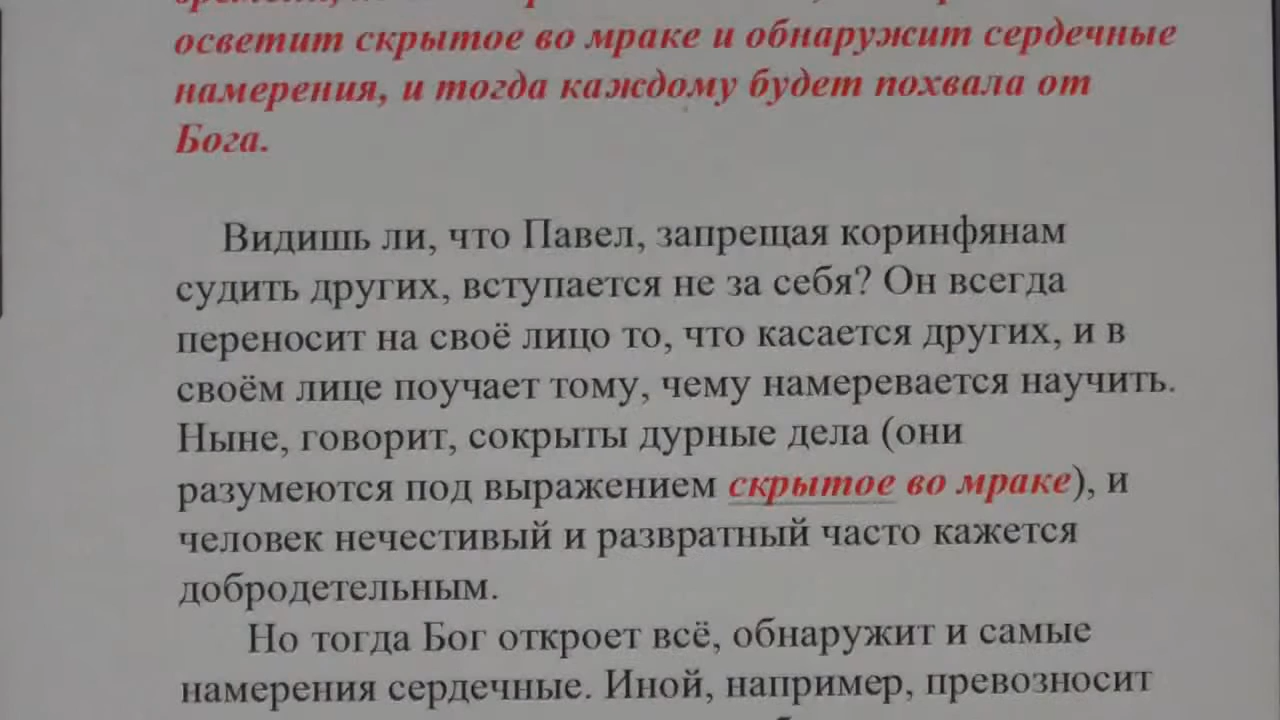 осветит скрытое во мраке и обнаружит сердечные
намерения, и тогда каждому будет похвала от
Бога.
Видишь ли, что Павел, запрещая коринфянам
судить других, вступается не за себя? Он всегда
переносит на своё лицо то, что касается других, и в
своём лице поучает тому, чему намеревается научить.
Ныне, говорит, сокрыты дурные дела (они
разумеются под выражением скрытое во мраке), и
человек нечестивый и развратный часто кажется
добродетельным.
Но тогда Бог откроет всё, обнаружит и самые
намерения сердечные. Иной, например, превозносит